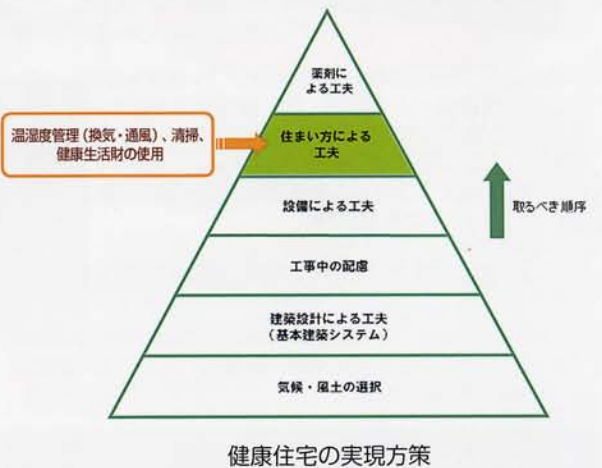 薬剤に
よる工夫
温湿度管理（換気・通風）、清掃、
健康生活財の使用
住まい方による
工夫
設備による工夫
取るべき順序
工事中の配慮
建築設計による工夫
（基本建築システム）
気候・風土の選択
健康住宅の実現方策